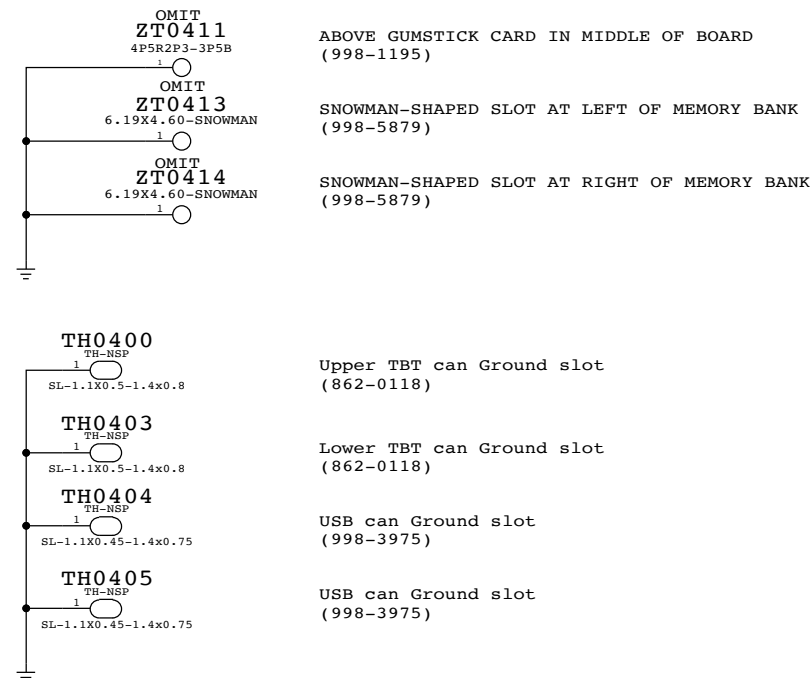 OMIT
ZT0411
4P5R2P3-3P5B
1
ABOVE GUMSTICK CARD IN MIDDLE OF BOARD
(998-1195)
OMIT
ZT0413
6.19X4.60-SNOWMAN
1
SNOWMAN-SHAPED SLOT AT LEFT OF MEMORY BANK
(998-5879)
OMIT
ZT0414
6.19X4.60-SNOWMAN
1
SNOWMAN-SHAPED SLOT AT RIGHT OF MEMORY BANK
(998-5879)
TH0400
TH-NSP
1
SL-1.1X0.5-1.4x0.8
Upper TBT can Ground slot
(862-0118)
TH0403
TH-NSP
1
SL-1.1X0.5-1.4x0.8
Lower TBT can Ground slot
(862-0118)
TH0404
TH-NSP
1
SL-1.1X0.45-1.4x0.75
USB can Ground slot
(998-3975)
TH0405
TH-NSP
1
SL-1.1X0.45-1.4x0.75
USB can Ground slot
(998-3975)